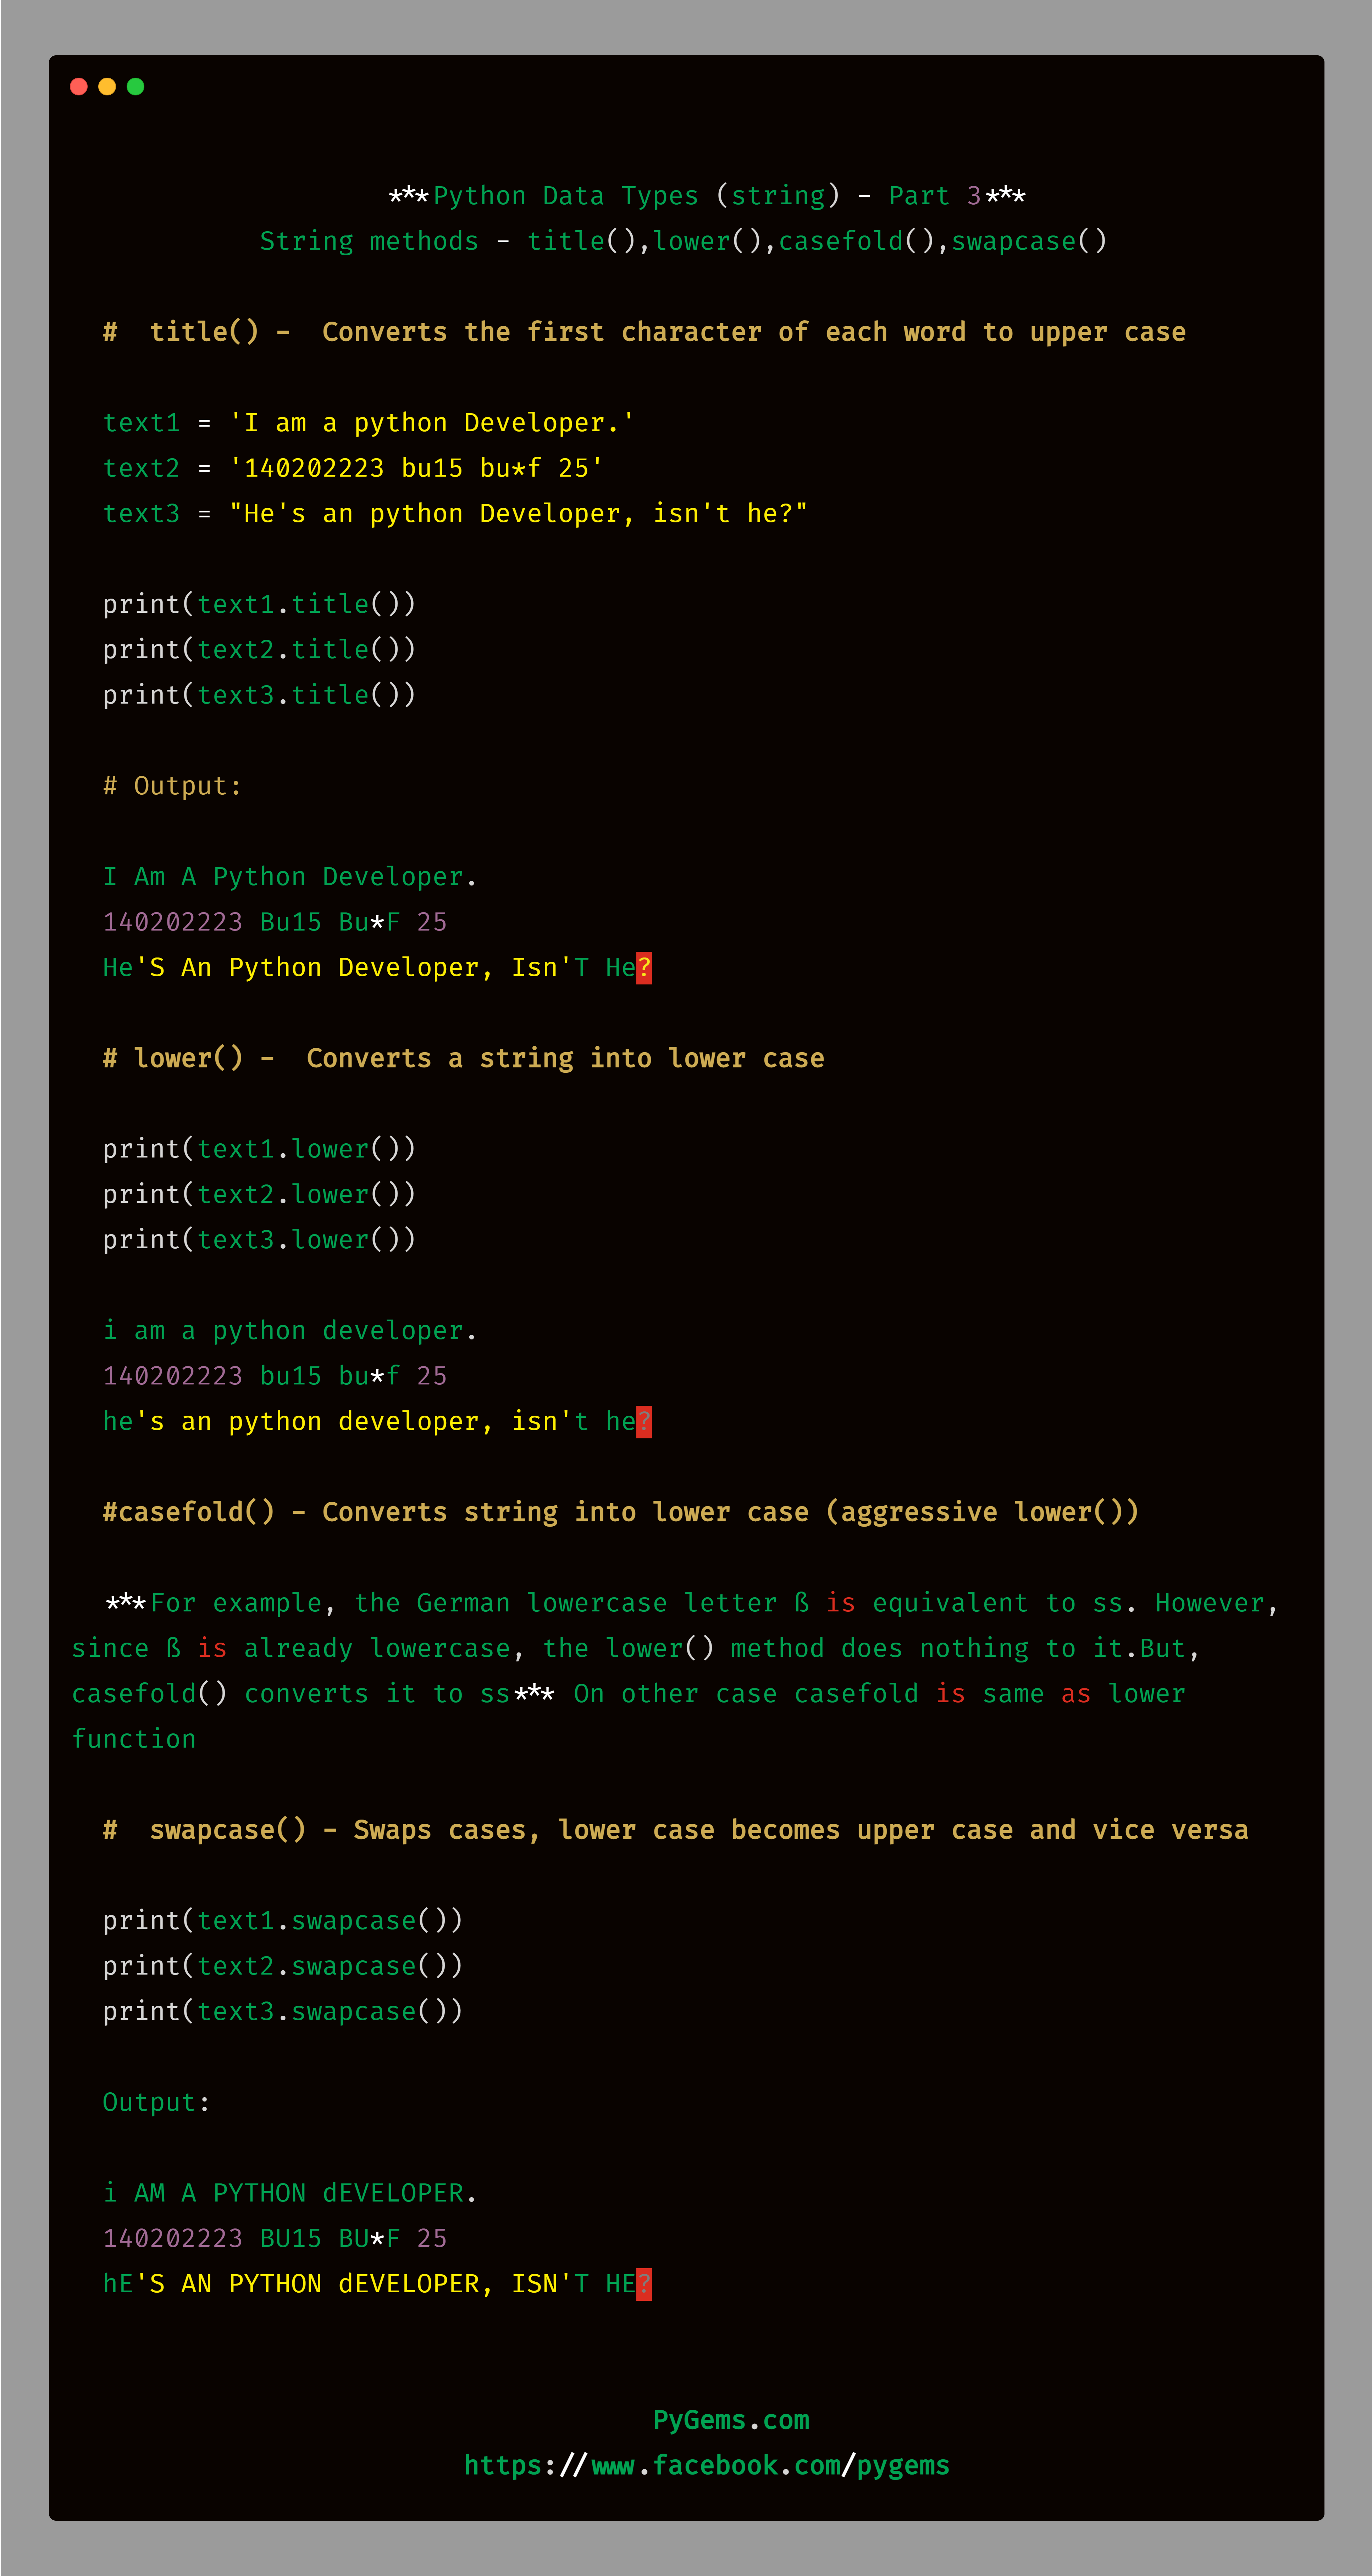 ***Python Data Types (string) - Part 3***
String methods - title(),lower(),casefold(),swapcase()
#  title() -  Converts the first character of each word to upper case
text1 = 'I am a python Developer.'
text2 = '140202223 bu15 bu*f 25'
text3 = "He's an python Developer, isn't he?"
print(text1.title())
print(text2.title())
print(text3.title())
# Output:
I Am A Python Developer.
140202223 Bu15 Bu*F 25
He'S An Python Developer, Isn'T He?
# lower() -  Converts a string into lower case
print(text1.lower())
print(text2.lower())
print(text3.lower())
i am a python developer.
140202223 bu15 bu*f 25
he's an python developer, isn't he?
#casefold() - Converts string into lower case (aggressive lower())
***For example, the German lowercase letter ß is equivalent to ss. However,
since ß is already lowercase, the lower() method does nothing to it.But,
casefold() converts it to ss*** On other case casefold is same as lower
function
#  swapcase() - Swaps cases, lower case becomes upper case and vice versa
print(text1.swapcase())
print(text2.swapcase())
print(text3.swapcase())
Output:
i AM A PYTHON dEVELOPER.
140202223 BU15 BU*F 25
hE'S AN PYTHON dEVELOPER, ISN'T HE?
PyGems.com
https://www.facebook.com/pygems